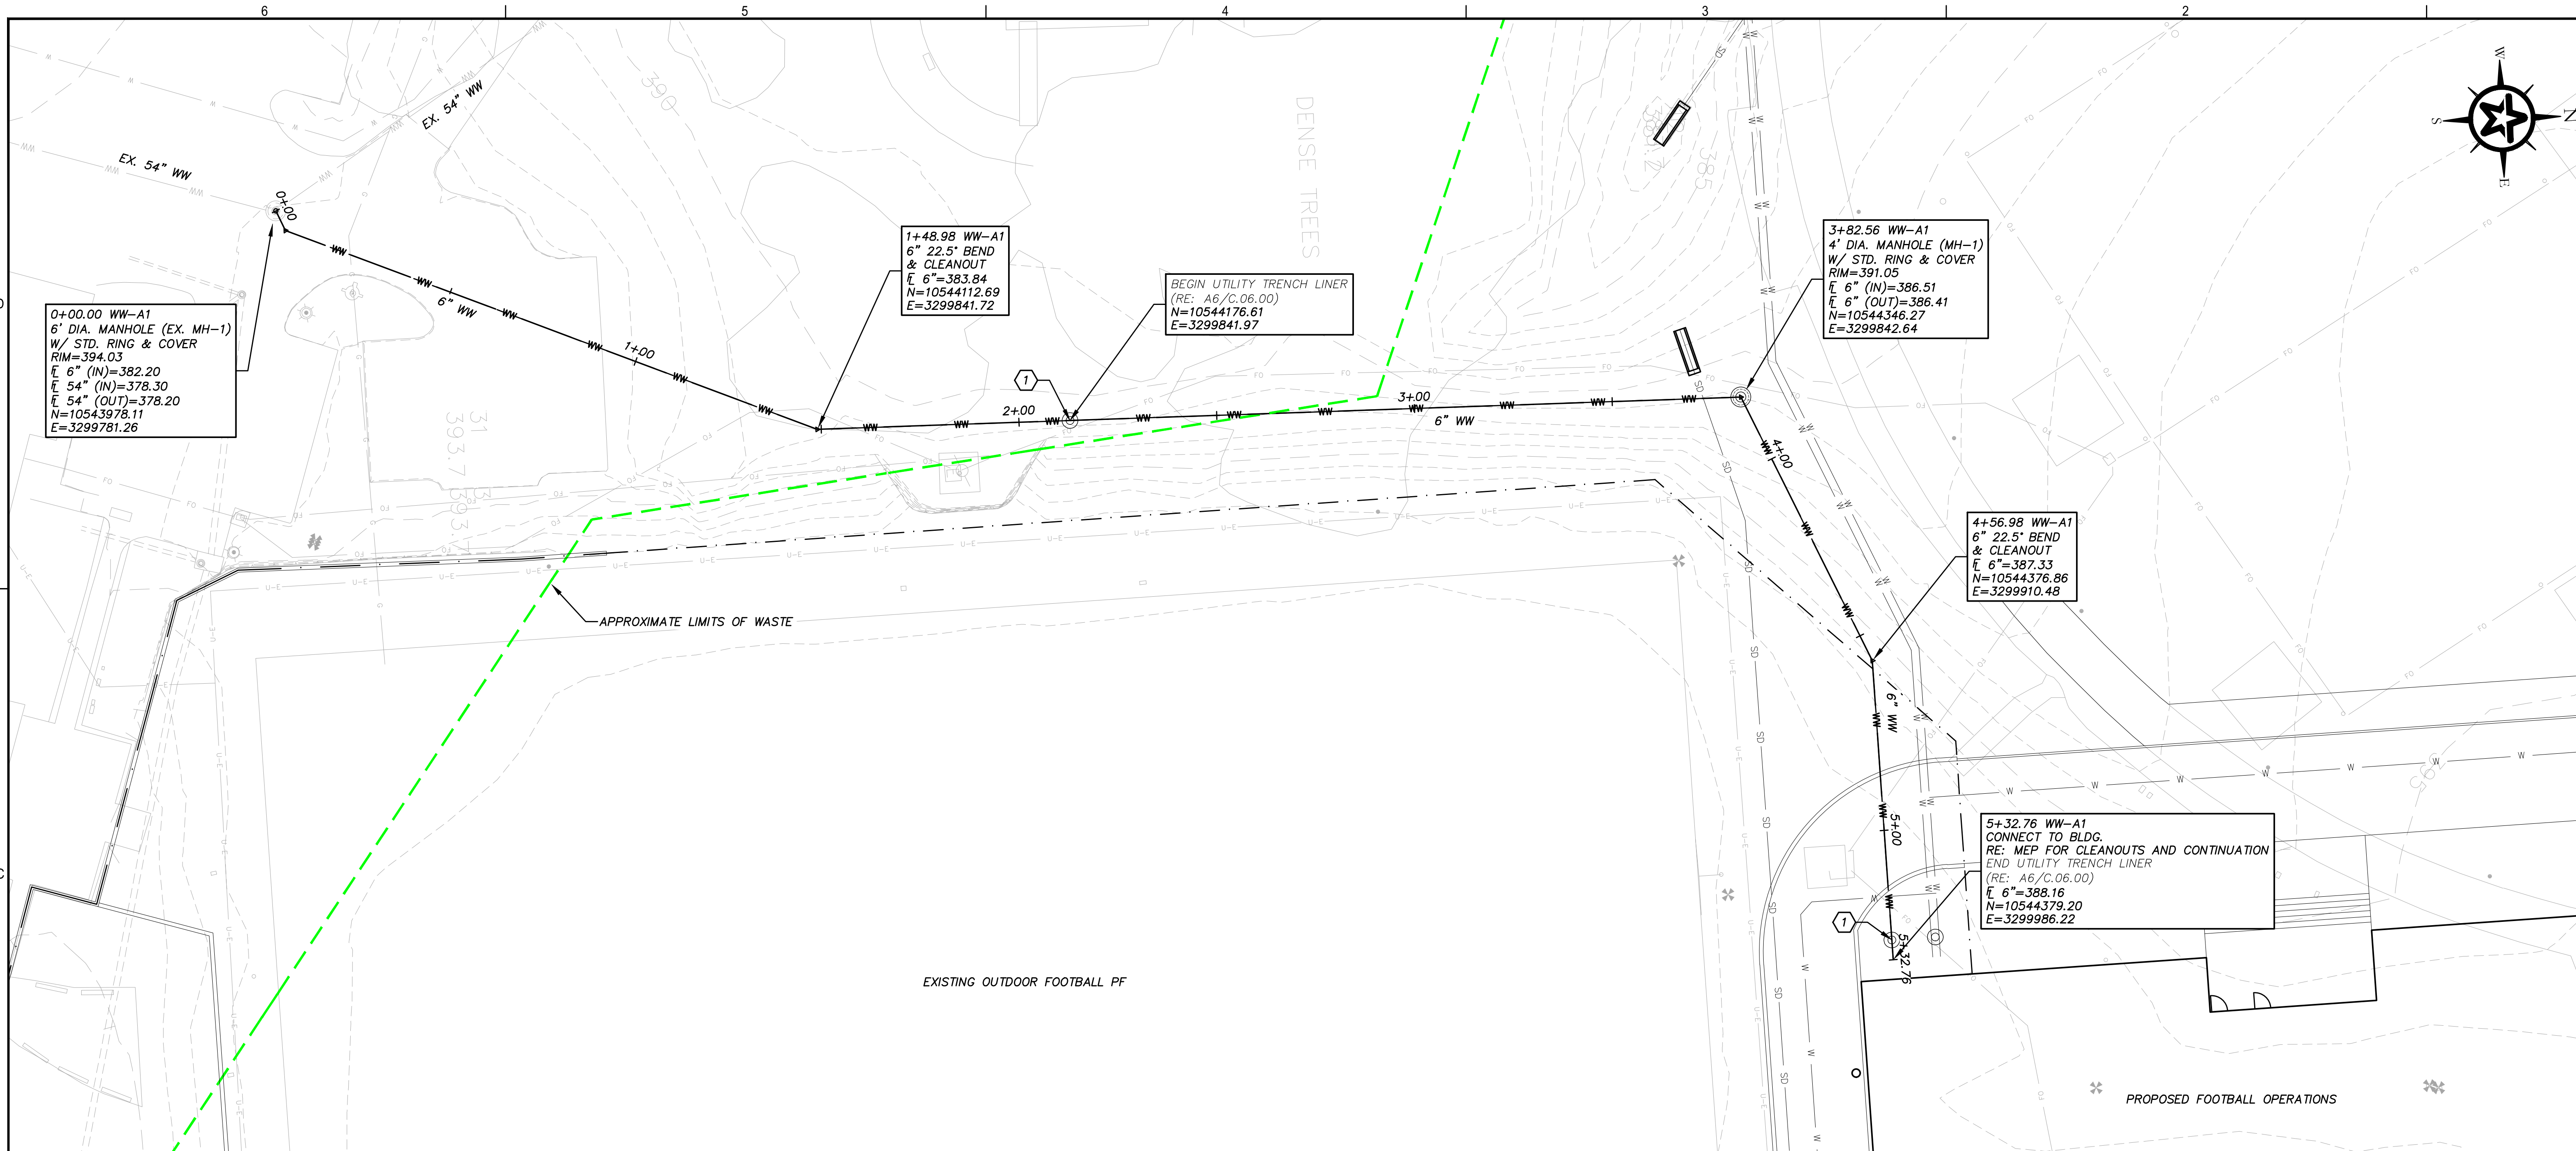 6
5
4
3
2
EX. 54" WW
EX. 54" WW
0+00
6" WW
1+00
0+00.00 WW-A1
6' DIA. MANHOLE (EX. MH-1)
W/ STD. RING & COVER
RIM=394.03
FL 6" (IN)=382.20
FL 54" (IN)=378.30
FL 54" (OUT)=378.20
N=10543978.11
E=3299781.26
1+48.98 WW-A1
6" 22.5° BEND
& CLEANOUT
FL 6"=383.84
N=10544112.69
E=3299841.72
BEGIN UTILITY TRENCH LINER
(RE: A6/C.06.00)
N=10544176.61
E=3299841.97
1
2+00
3+00
6" WW
DENSE TREES
390
385
3+82.56 WW-A1
4' DIA. MANHOLE (MH-1)
W/ STD. RING & COVER
RIM=391.05
FL 6" (IN)=386.51
FL 6" (OUT)=386.41
N=10544346.27
E=3299842.64
W
N
S
E
4+00
4+56.98 WW-A1
6" 22.5° BEND
& CLEANOUT
FL 6"=387.33
N=10544376.86
E=3299910.48
6" WW
5+00
APPROXIMATE LIMITS OF WASTE
5+32.76 WW-A1
CONNECT TO BLDG.
RE: MEP FOR CLEANOUTS AND CONTINUATION
END UTILITY TRENCH LINER
(RE: A6/C.06.00)
FL 6"=388.16
N=10544379.20
E=3299986.22
1
5+32.76
395
EXISTING OUTDOOR FOOTBALL PF
PROPOSED FOOTBALL OPERATIONS